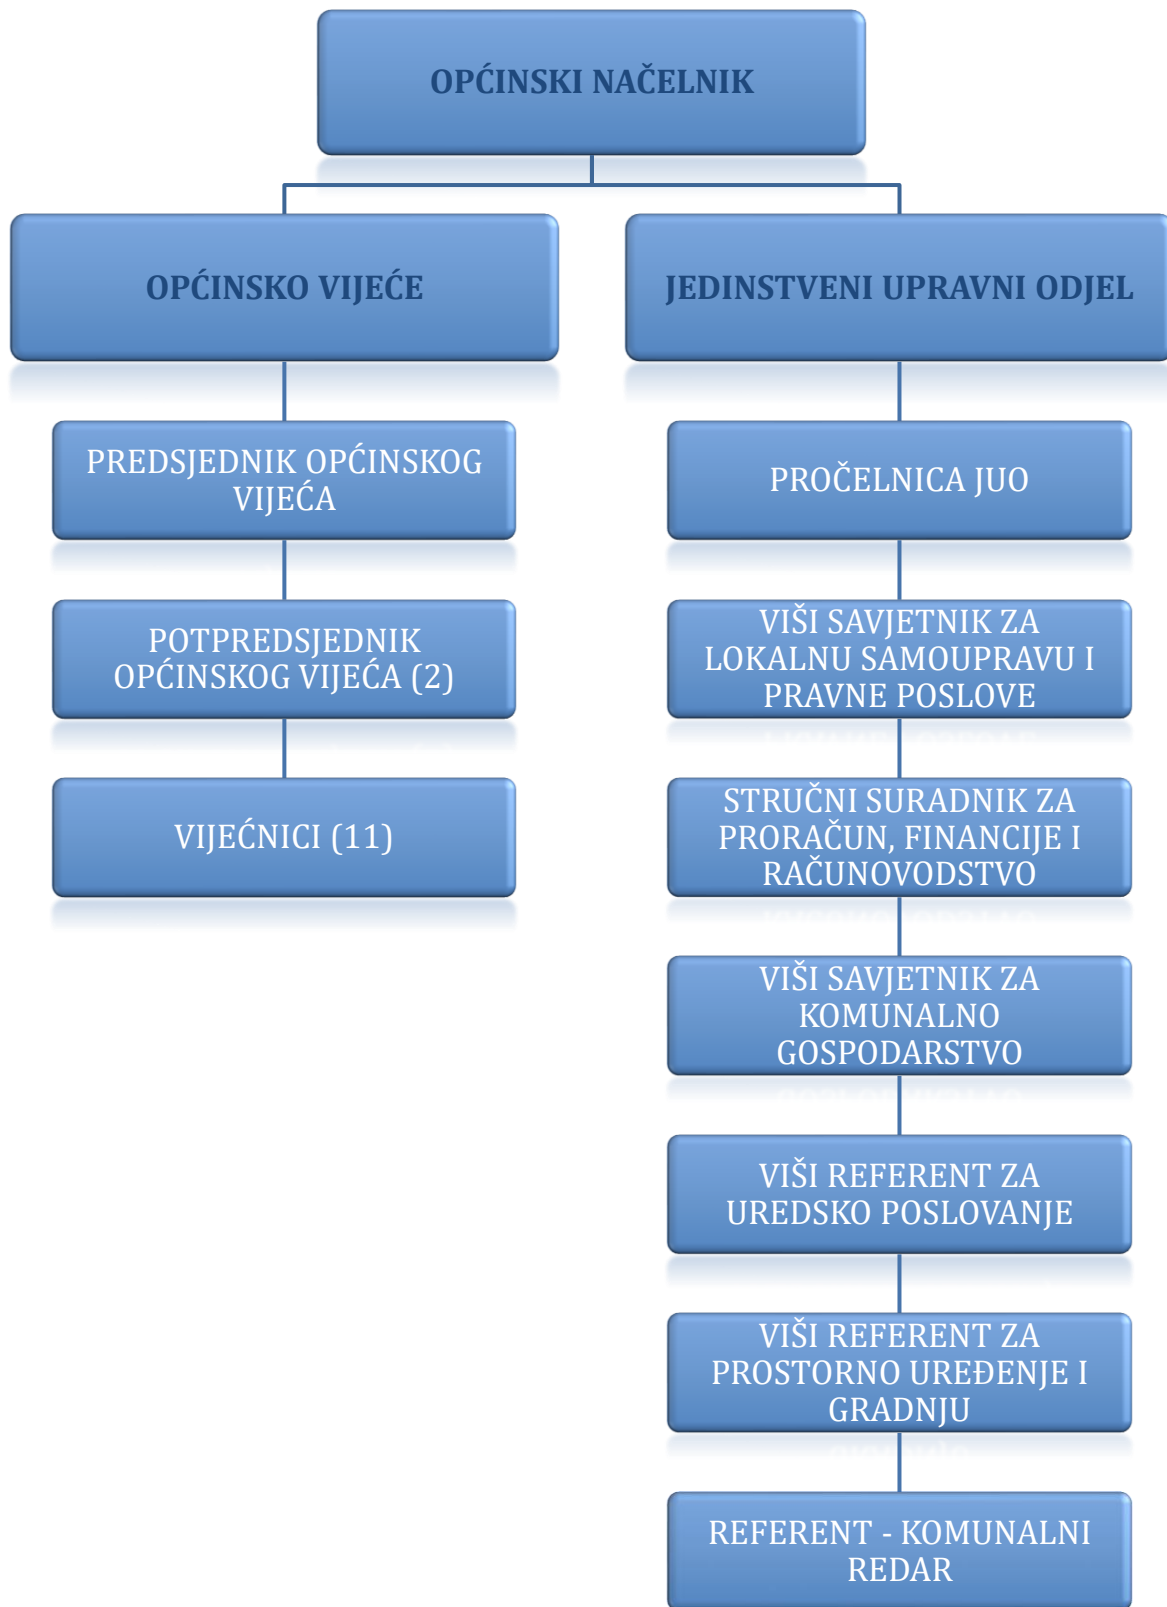 OPĆINSKI NAČELNIK
OPĆINSKO VIJEĆE
PREDSJEDNIK OPĆINSKOG
VIJEĆA
POTPREDSJEDNIK
OPĆINSKOG VIJEĆA (2)
VIJEĆNICI (11)
JEDINSTVENI UPRAVNI ODJEL
PROČELNICA JUO
VIŠI SAVJETNIK ZA
LOKALNU SAMOUPRAVU I
PRAVNE POSLOVE
STRUČNI SURADNIK ZA
PRORAČUN, FINANCIJE I
RAČUNOVODSTVO
VIŠI SAVJETNIK ZA
KOMUNALNO
GOSPODARSTVO
VIŠI REFERENT ZA
UREDSKO POSLOVANJE
VIŠI REFERENT ZA
PROSTORNO UREĐENJE I
GRADNJU
REFERENT - KOMUNALNI
REDAR